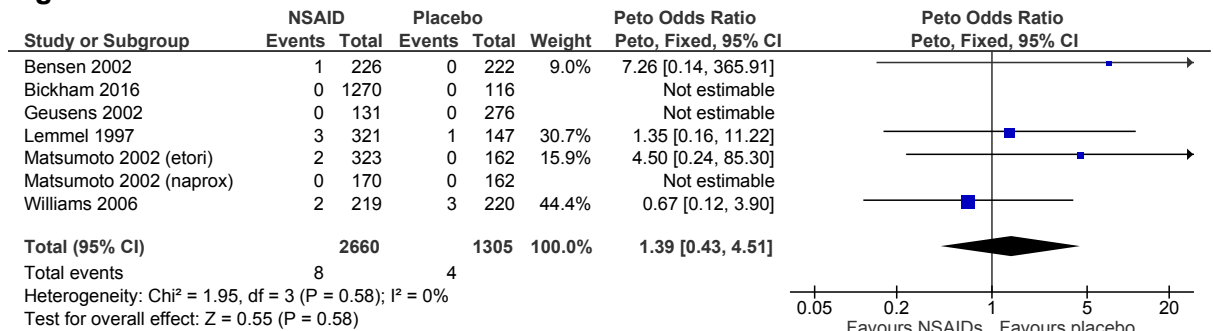 NSAID Placebo Peto Odds Ratio Peto Odds Ratio
Study or Subgroup Events Total Events Total Weight Peto, Fixed, 95% CI Peto, Fixed, 95% CI
Bensen 2002 1 226 0 222 9.0% 7.26 [0.14, 365.91]
Bickham 2016 0 1270 0 116 Not estimable
Geusens 2002 0 131 0 276 Not estimable
Lemmel 1997 3 321 1 147 30.7% 1.35 [0.16, 11.22]
Matsumoto 2002 (etori) 2 323 0 162 15.9% 4.50 [0.24, 85.30]
Matsumoto 2002 (naprox) 0 170 0 162 Not estimable
Williams 2006 2 219 3 220 44.4% 0.67 [0.12, 3.90]
Total (95% CI) 2660 1305 100.0% 1.39 [0.43, 4.51]
Total events 8 4
Heterogeneity: Chi² = 1.95, df = 3 (P = 0.58); I² = 0%
Test for overall effect: Z = 0.55 (P = 0.58)
0.05 0.2 1 5 20
Favours NSAIDs Favours placebo